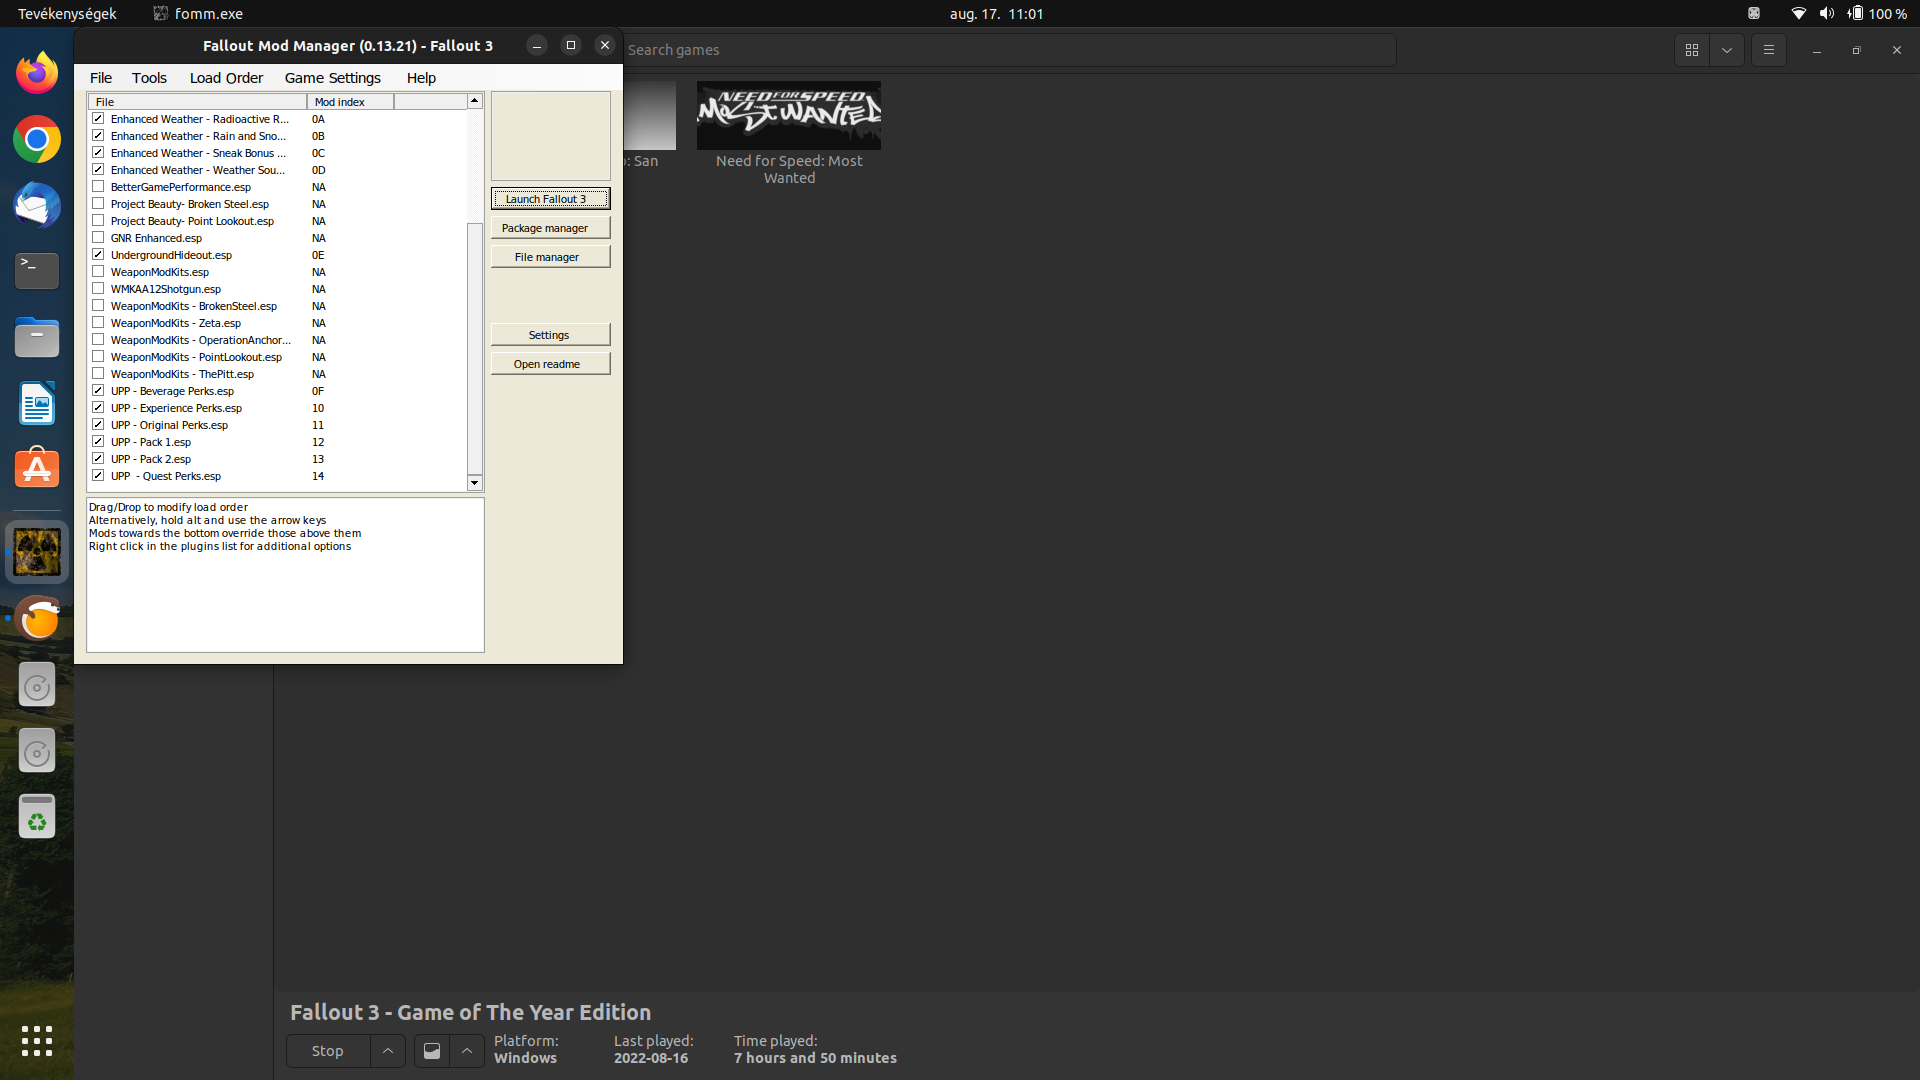 Tevékenységek
fomm.exe
aug. 17.  11:01
100 %
Fallout Mod Manager (0.13.21) - Fallout 3
Search games
File Tools Load Order Game Settings Help
File Mod index
Enhanced Weather - Radioactive R... 0A
Enhanced Weather - Rain and Sno... 0B
Enhanced Weather - Sneak Bonus ... 0C
Enhanced Weather - Weather Sou... 0D
BetterGamePerformance.esp NA
Project Beauty- Broken Steel.esp NA
Project Beauty- Point Lookout.esp NA
GNR Enhanced.esp NA
UndergroundHideout.esp 0E
WeaponModKits.esp NA
WMKAA12Shotgun.esp NA
WeaponModKits - BrokenSteel.esp NA
WeaponModKits - Zeta.esp NA
WeaponModKits - OperationAnchor... NA
WeaponModKits - PointLookout.esp NA
WeaponModKits - ThePitt.esp NA
UPP - Beverage Perks.esp 0F
UPP - Experience Perks.esp 10
UPP - Original Perks.esp 11
UPP - Pack 1.esp 12
UPP - Pack 2.esp 13
UPP  - Quest Perks.esp 14
Launch Fallout 3
Package manager
File manager
Settings
Open readme
Drag/Drop to modify load order
Alternatively, hold alt and use the arrow keys
Mods towards the bottom override those above them
Right click in the plugins list for additional options
: San
NEED FOR SPEED
Most Wanted
Need for Speed: Most
Wanted
Fallout 3 - Game of The Year Edition
Stop
Platform:
Windows
Last played:
2022-08-16
Time played:
7 hours and 50 minutes